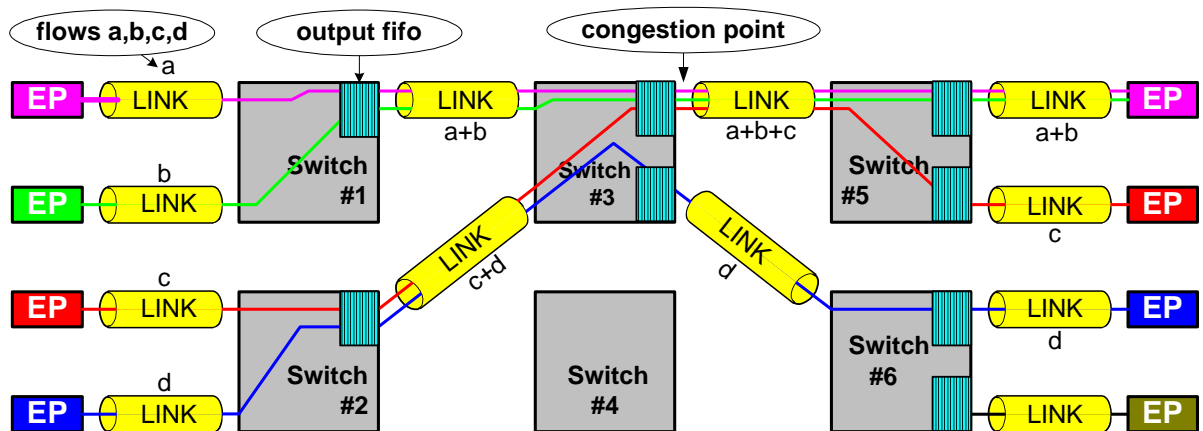 flows a,b,c,d
output fifo
congestion point
a
EP
LINK
LINK
a+b
LINK
a+b+c
LINK
a+b
EP
Switch
#1
Switch
#3
Switch
#5
b
EP
LINK
LINK
c+d
LINK
d
LINK
c
EP
c
EP
LINK
LINK
d
EP
Switch
#2
Switch
#4
Switch
#6
d
EP
LINK
LINK
EP